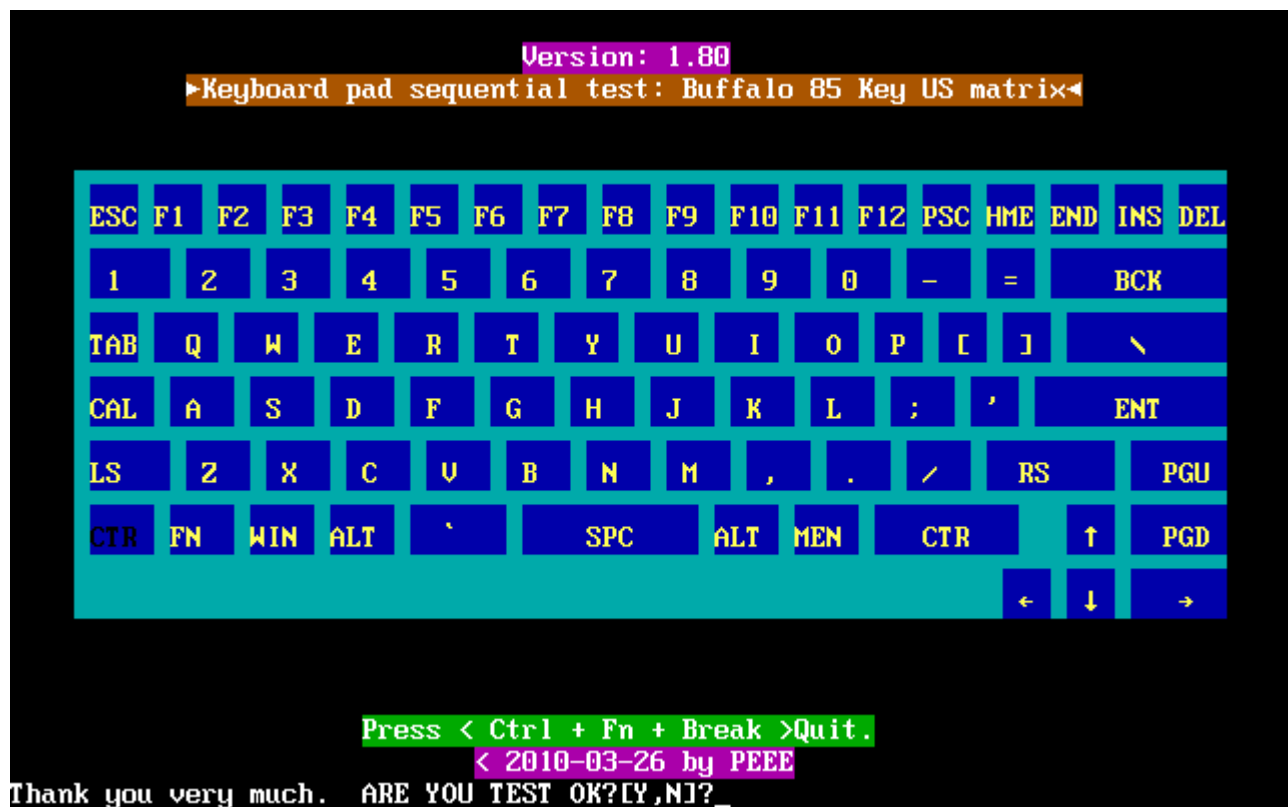 Version: 1.80
►Keyboard pad sequential test: Buffalo 85 Key US matrix◄
ESC F1 F2 F3 F4 F5 F6 F7 F8 F9 F10 F11 F12 PSC HME END INS DEL
1 2 3 4 5 6 7 8 9 0 - = BCK
TAB Q W E R T Y U I O P [ ] \
CAL A S D F G H J K L ; ' ENT
LS Z X C V B N M , . / RS PGU
CTR FN WIN ALT ` SPC ALT MEN CTR ↑ PGD
← ↓ →
Press < Ctrl + Fn + Break >Quit.
< 2010-03-26 by PEEE
Thank you very much. ARE YOU TEST OK?[Y,N]?_